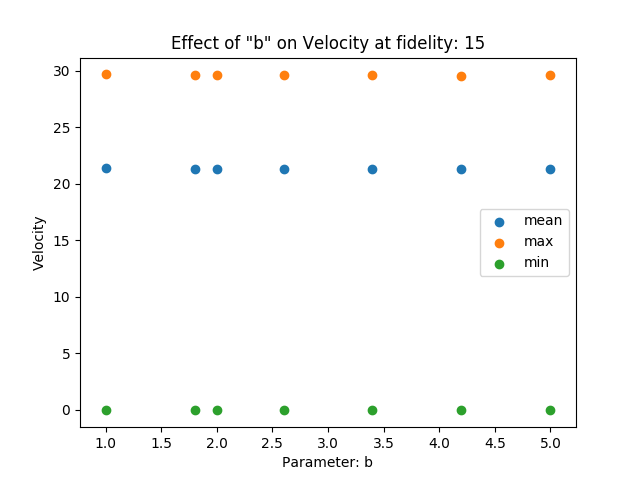 Effect of "b" on Velocity at fidelity: 15
30
25
20
15
10
5
0
Velocity
mean
max
min
1.0 1.5 2.0 2.5 3.0 3.5 4.0 4.5 5.0
Parameter: b